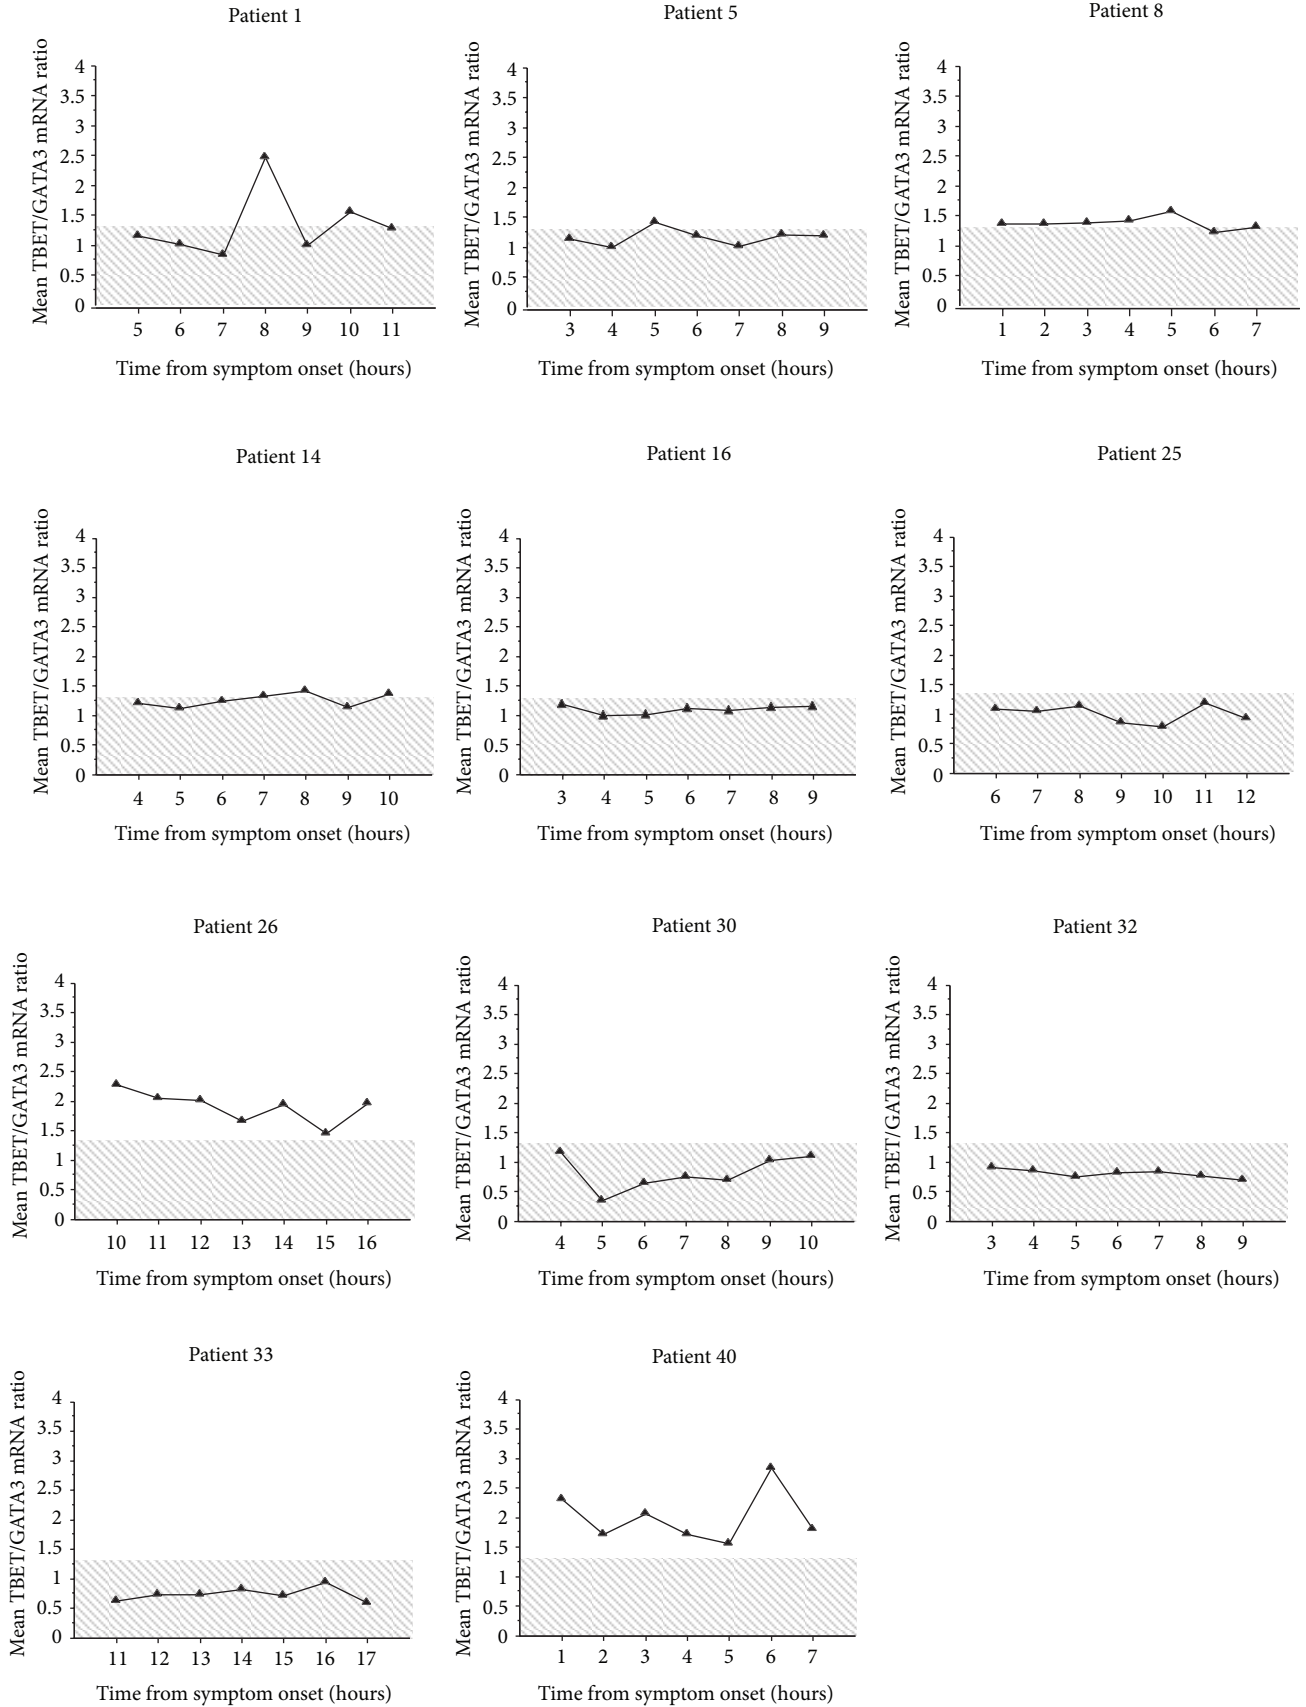 Patient 1
Mean TBET/GATA3 mRNA ratio
4
3.5
3
2.5
2
1.5
1
0.5
0
5 6 7 8 9 10 11
Time from symptom onset (hours)
Patient 5
Mean TBET/GATA3 mRNA ratio
4
3.5
3
2.5
2
1.5
1
0.5
0
3 4 5 6 7 8 9
Time from symptom onset (hours)
Patient 8
Mean TBET/GATA3 mRNA ratio
4
3.5
3
2.5
2
1.5
1
0.5
0
1 2 3 4 5 6 7
Time from symptom onset (hours)
Patient 14
Mean TBET/GATA3 mRNA ratio
4
3.5
3
2.5
2
1.5
1
0.5
0
4 5 6 7 8 9 10
Time from symptom onset (hours)
Patient 16
Mean TBET/GATA3 mRNA ratio
4
3.5
3
2.5
2
1.5
1
0.5
0
3 4 5 6 7 8 9
Time from symptom onset (hours)
Patient 25
Mean TBET/GATA3 mRNA ratio
4
3.5
3
2.5
2
1.5
1
0.5
0
6 7 8 9 10 11 12
Time from symptom onset (hours)
Patient 26
Mean TBET/GATA3 mRNA ratio
4
3.5
3
2.5
2
1.5
1
0.5
0
10 11 12 13 14 15 16
Time from symptom onset (hours)
Patient 30
Mean TBET/GATA3 mRNA ratio
4
3.5
3
2.5
2
1.5
1
0.5
0
4 5 6 7 8 9 10
Time from symptom onset (hours)
Patient 32
Mean TBET/GATA3 mRNA ratio
4
3.5
3
2.5
2
1.5
1
0.5
0
3 4 5 6 7 8 9
Time from symptom onset (hours)
Patient 33
Mean TBET/GATA3 mRNA ratio
4
3.5
3
2.5
2
1.5
1
0.5
0
11 12 13 14 15 16 17
Time from symptom onset (hours)
Patient 40
Mean TBET/GATA3 mRNA ratio
4
3.5
3
2.5
2
1.5
1
0.5
0
1 2 3 4 5 6 7
Time from symptom onset (hours)